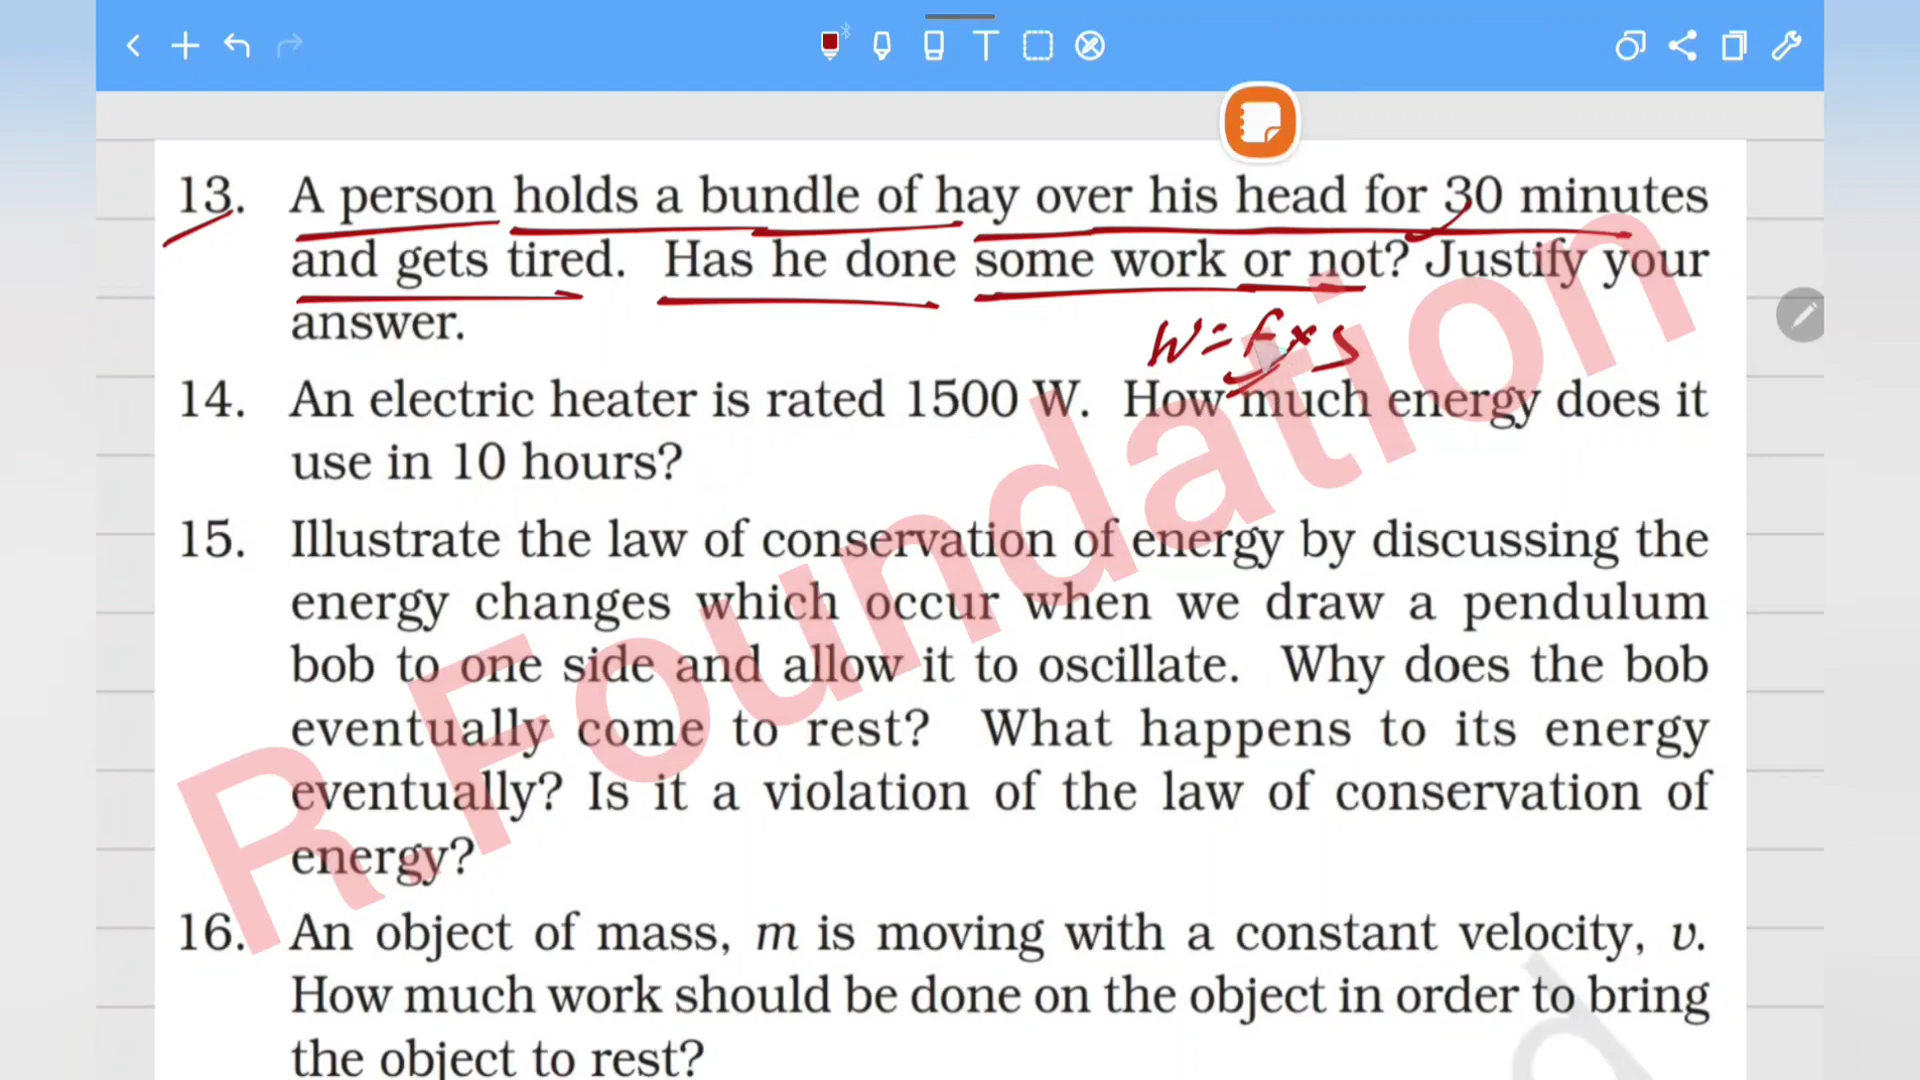 13. A person holds a bundle of hay over his head for 30 minutes
and gets tired. Has he done some work or not? Justify your
answer.
W = F × s
14. An electric heater is rated 1500 W. How much energy does it
use in 10 hours?
15. Illustrate the law of conservation of energy by discussing the
energy changes which occur when we draw a pendulum
bob to one side and allow it to oscillate. Why does the bob
eventually come to rest? What happens to its energy
eventually? Is it a violation of the law of conservation of
energy?
16. An object of mass, m is moving with a constant velocity, v.
How much work should be done on the object in order to bring
the object to rest?
R.Foundation